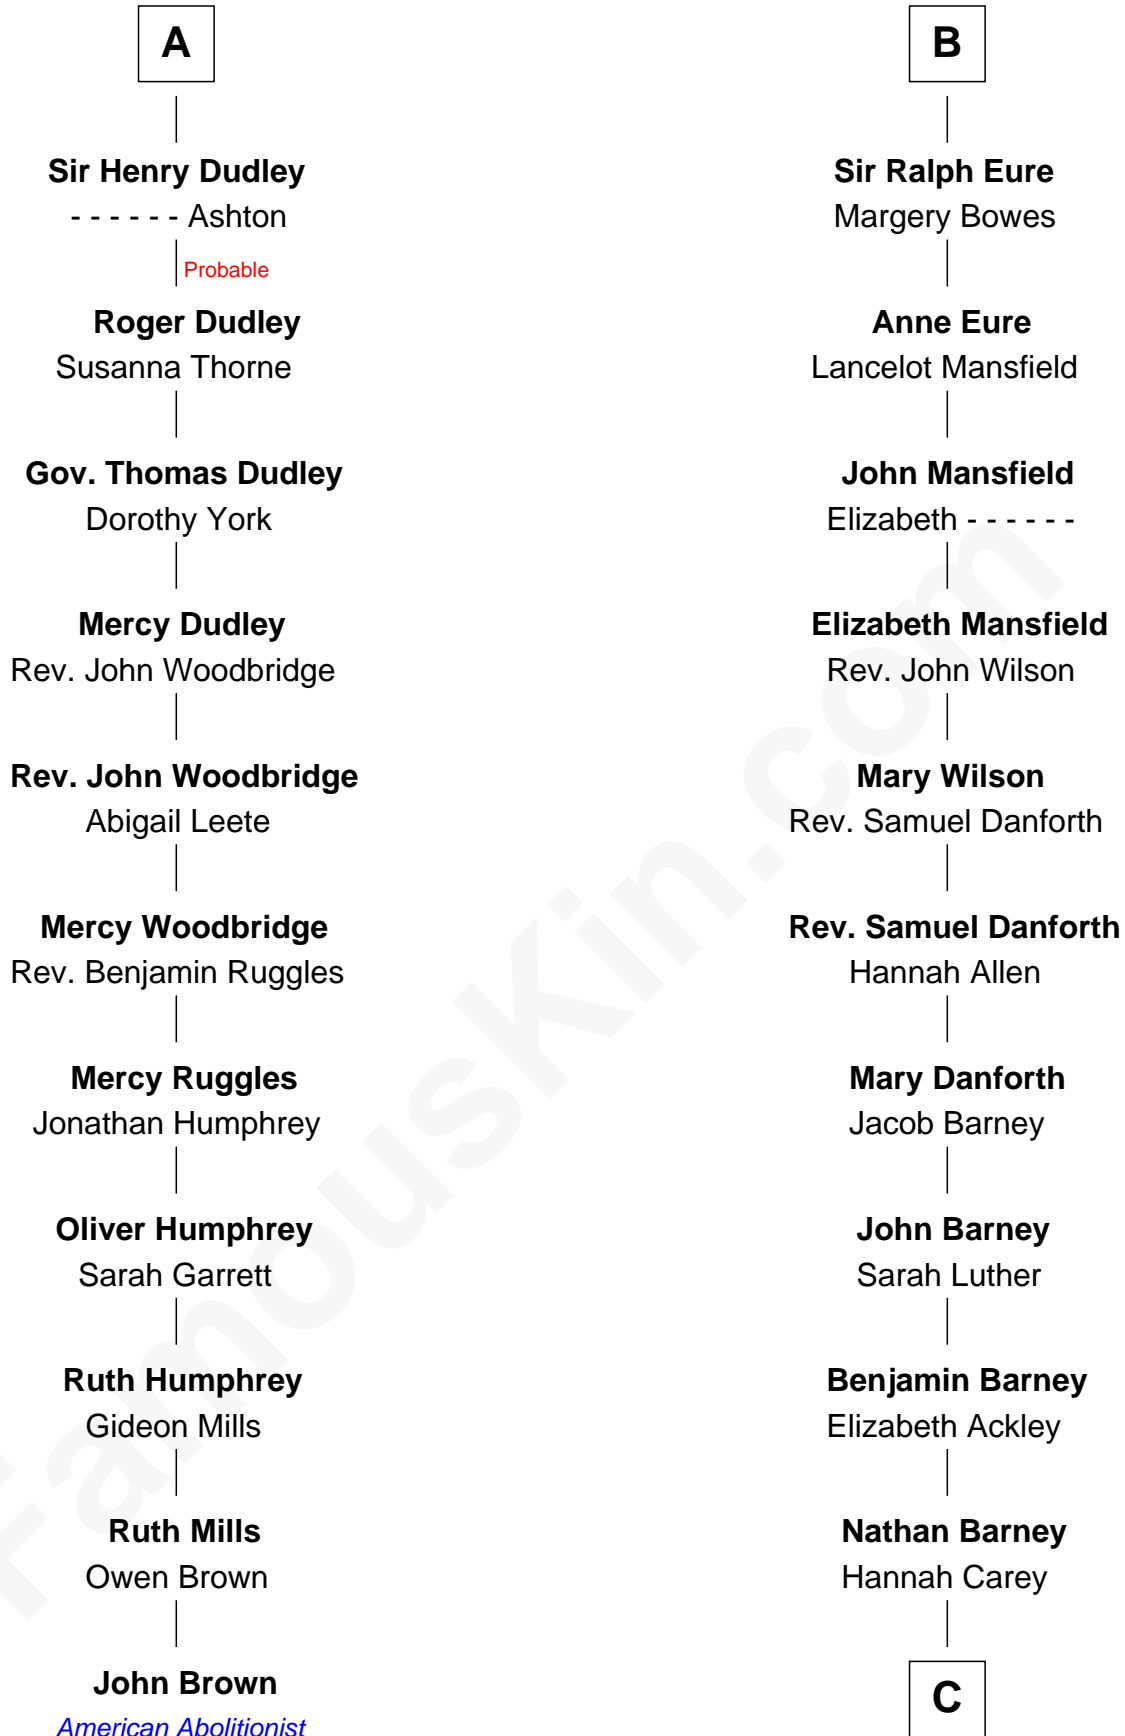 A
Sir Henry Dudley
- - - - - - Ashton
Probable
Roger Dudley
Susanna Thorne
Gov. Thomas Dudley
Dorothy York
Mercy Dudley
Rev. John Woodbridge
Rev. John Woodbridge
Abigail Leete
Mercy Woodbridge
Rev. Benjamin Ruggles
Mercy Ruggles
Jonathan Humphrey
Oliver Humphrey
Sarah Garrett
Ruth Humphrey
Gideon Mills
Ruth Mills
Owen Brown
John Brown
American Abolitionist
B
Sir Ralph Eure
Margery Bowes
Anne Eure
Lancelot Mansfield
John Mansfield
Elizabeth - - - - - -
Elizabeth Mansfield
Rev. John Wilson
Mary Wilson
Rev. Samuel Danforth
Rev. Samuel Danforth
Hannah Allen
Mary Danforth
Jacob Barney
John Barney
Sarah Luther
Benjamin Barney
Elizabeth Ackley
Nathan Barney
Hannah Carey
C
FamousKin.com